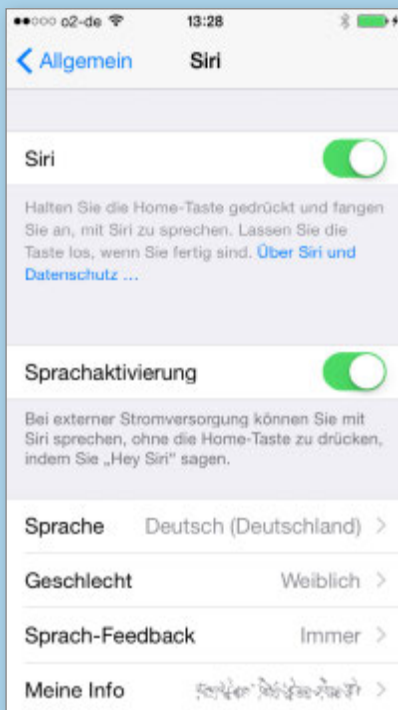 o2-de 13:28
Allgemein Siri
Siri
Halten Sie die Home-Taste gedrückt und fangen
Sie an, mit Siri zu sprechen. Lassen Sie die
Taste los, wenn Sie fertig sind. Über Siri und
Datenschutz ...
Sprachaktivierung
Bei externer Stromversorgung können Sie mit
Siri sprechen, ohne die Home-Taste zu drücken,
indem Sie „Hey Siri“ sagen.
Sprache Deutsch (Deutschland)
Geschlecht Weiblich
Sprach-Feedback Immer
Meine Info